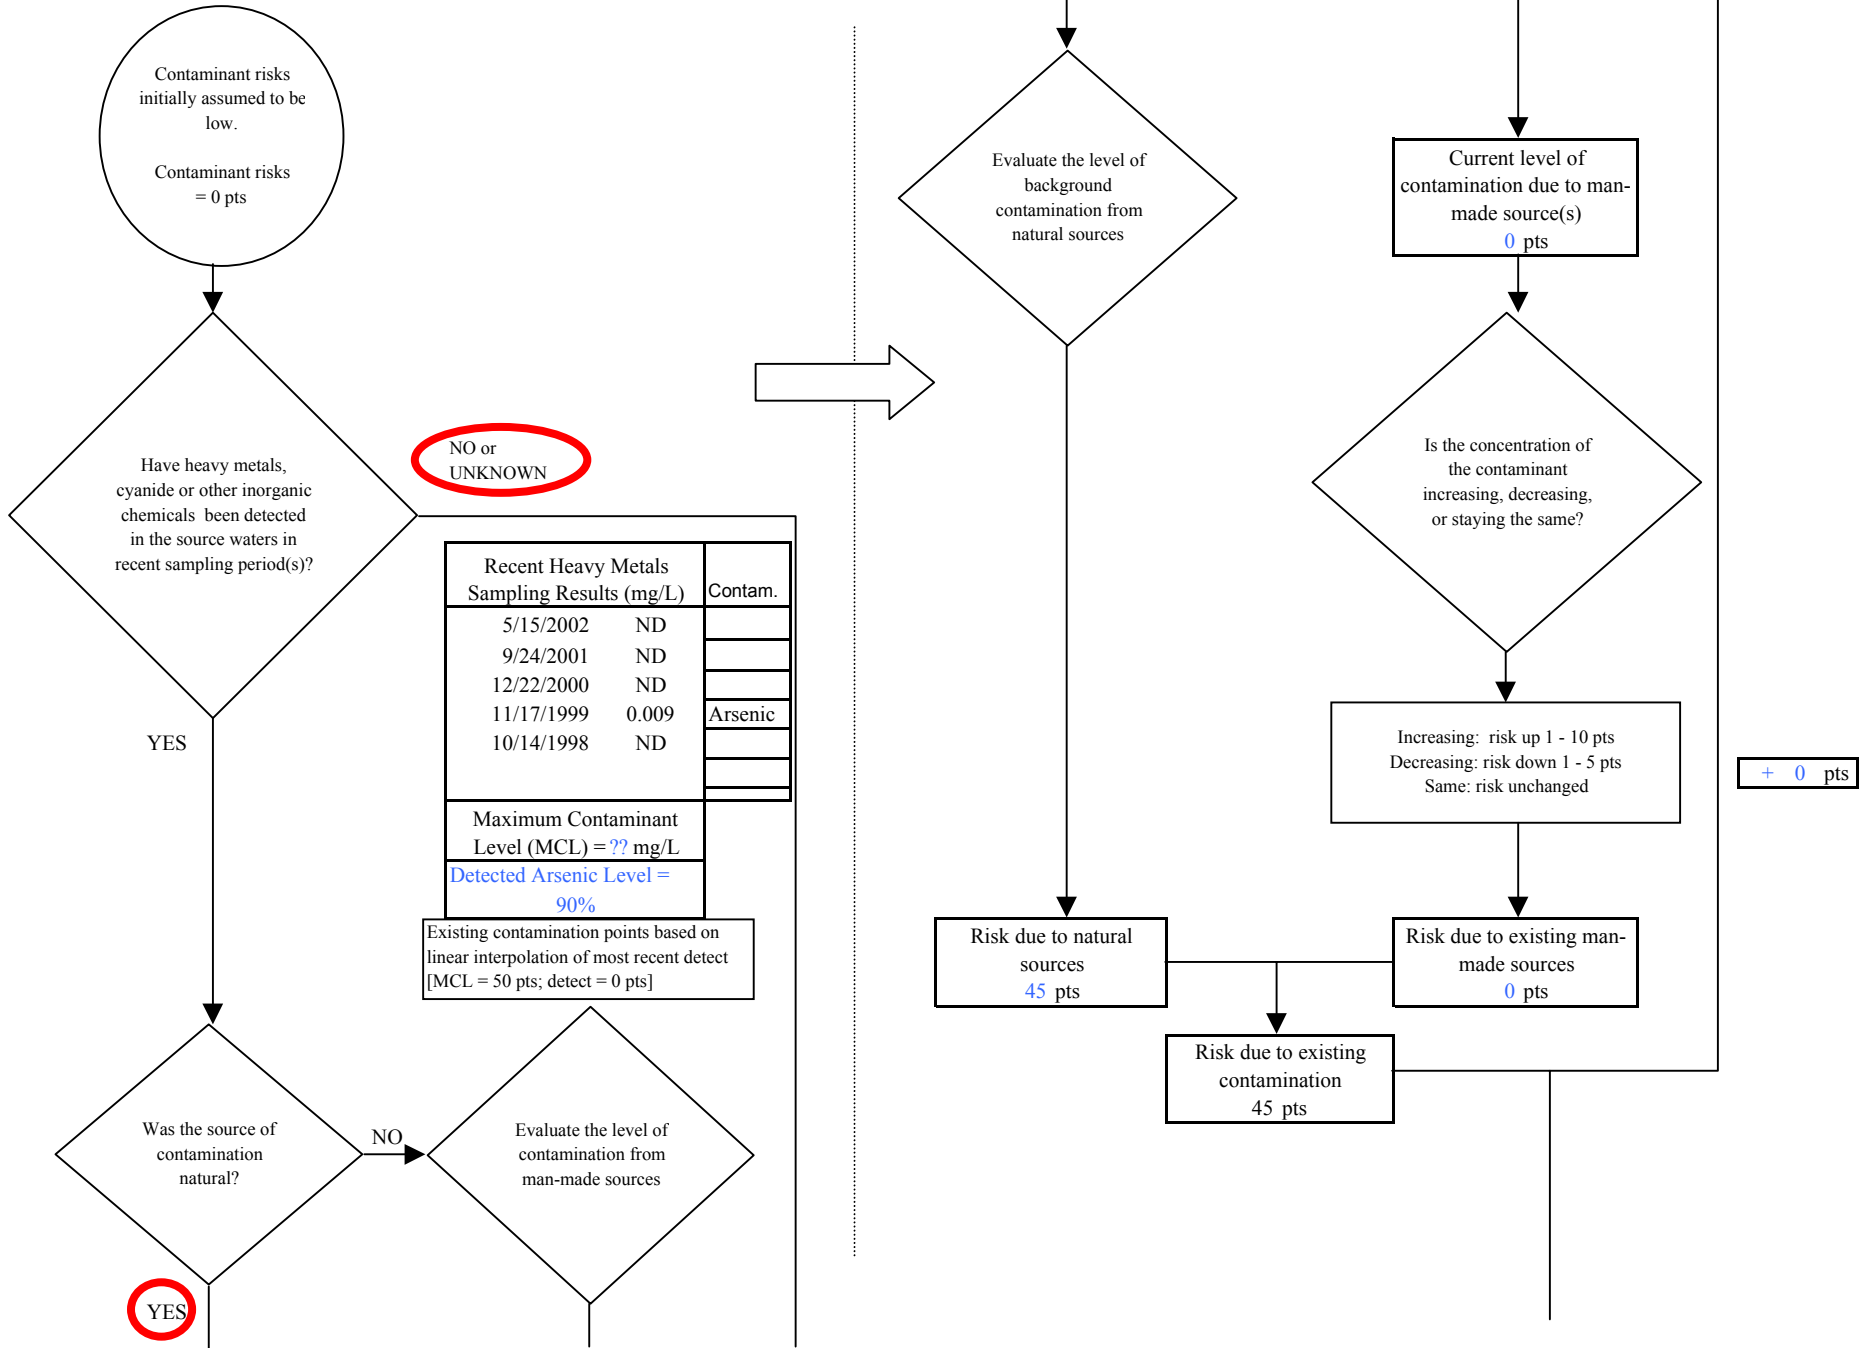 Contaminant risks
initially assumed to be
low.
Contaminant risks
= 0 pts
Have heavy metals,
cyanide or other inorganic
chemicals been detected
in the source waters in
recent sampling period(s)?
NO or
UNKNOWN
YES
Recent Heavy Metals
Sampling Results (mg/L)
Contam.
5/15/2002 ND
9/24/2001 ND
12/22/2000 ND
11/17/1999 0.009 Arsenic
10/14/1998 ND
Maximum Contaminant
Level (MCL) = ?? mg/L
Detected Arsenic Level =
90%
Existing contamination points based on
linear interpolation of most recent detect
[MCL = 50 pts; detect = 0 pts]
Was the source of
contamination
natural?
NO
YES
Evaluate the level of
contamination from
man-made sources
Evaluate the level of
background
contamination from
natural sources
Current level of
contamination due to man-
made source(s)
0 pts
Is the concentration of
the contaminant
increasing, decreasing,
or staying the same?
Increasing: risk up 1 - 10 pts
Decreasing: risk down 1 - 5 pts
Same: risk unchanged
+ 0 pts
Risk due to natural
sources
45 pts
Risk due to existing man-
made sources
0 pts
Risk due to existing
contamination
45 pts